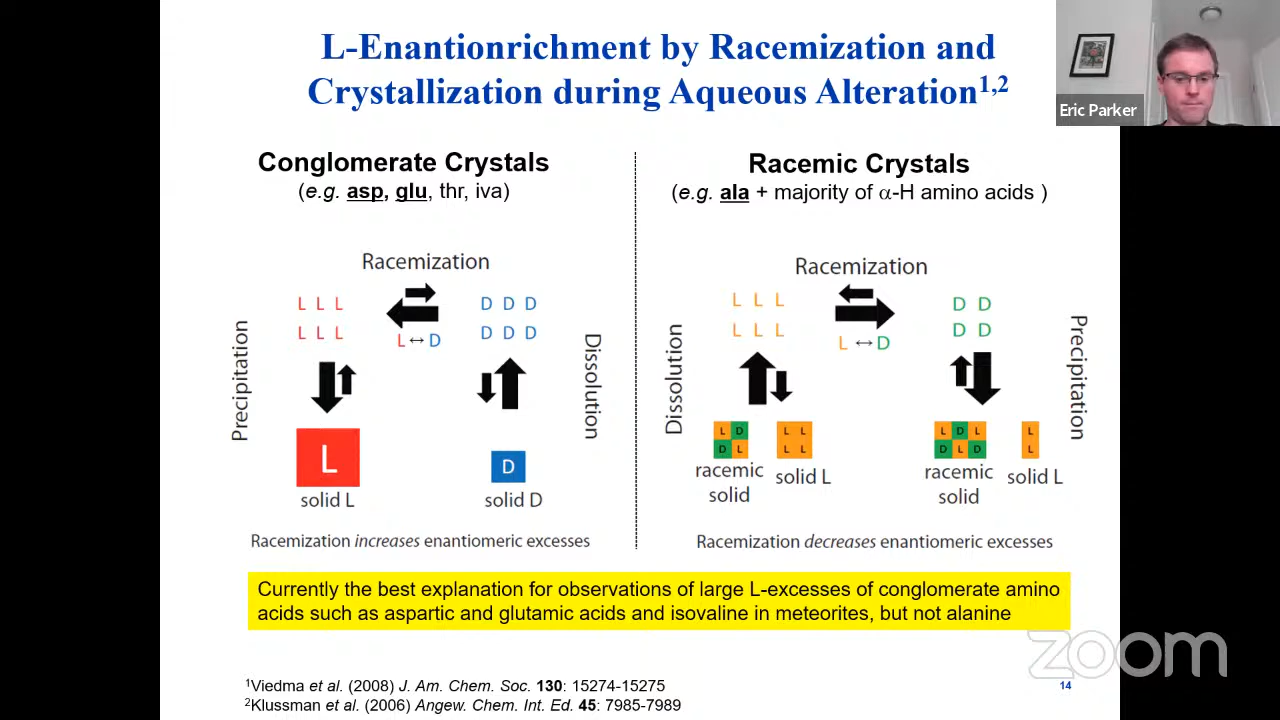 L-Enantionrichment by Racemization and
Crystallization during Aqueous Alteration1,2
Eric Parker
Conglomerate Crystals
(e.g. asp, glu, thr, iva)
Racemization
L L L
D D D
L L L
D D D
L ↔ D
Precipitation
Dissolution
L
D
solid L
solid D
Racemization increases enantiomeric excesses
Racemic Crystals
(e.g. ala + majority of α-H amino acids )
Racemization
L L L
D D
L L L
D D
L ↔ D
Dissolution
Precipitation
L D
L L
L D L
L
D L
L L
D L D
L
racemic
solid
solid L
racemic
solid
solid L
Racemization decreases enantiomeric excesses
Currently the best explanation for observations of large L-excesses of conglomerate amino
acids such as aspartic and glutamic acids and isovaline in meteorites, but not alanine
zoom
1Viedma et al. (2008) J. Am. Chem. Soc. 130: 15274-15275
2Klussman et al. (2006) Angew. Chem. Int. Ed. 45: 7985-7989
14